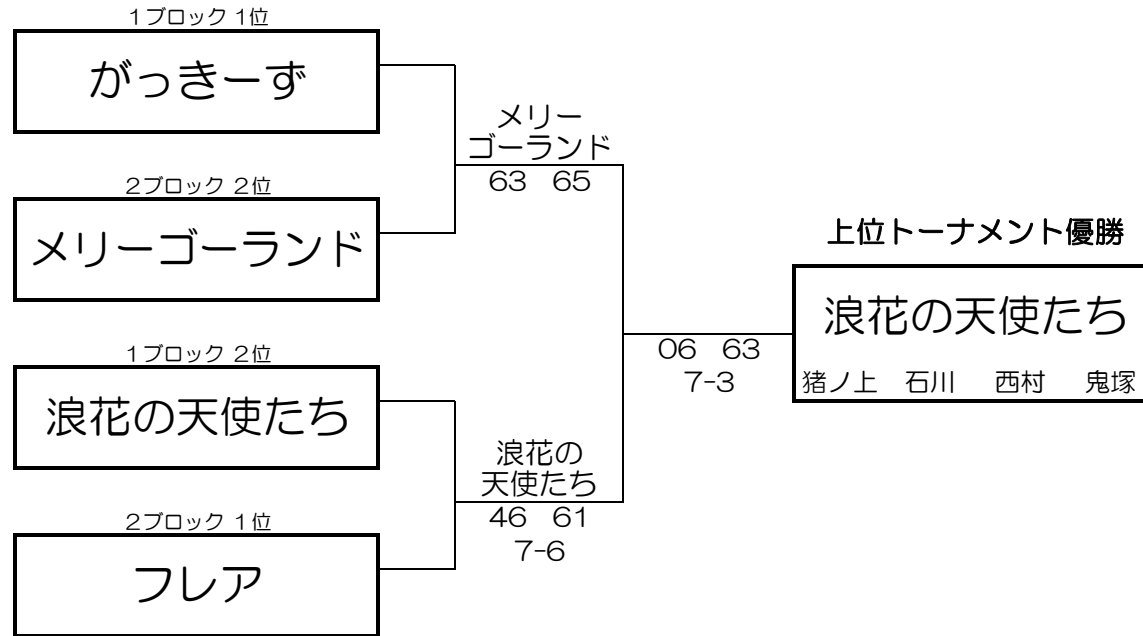 1ブロック 1位
がっきーず
2ブロック 2位
メリーゴーランド
1ブロック 2位
浪花の天使たち
2ブロック 1位
フレア
メリー
ゴーランド
63 65
浪花の
天使たち
46 61
7-6
06 63
7-3
上位トーナメント優勝
浪花の天使たち
猪ノ上 石川 西村 鬼塚